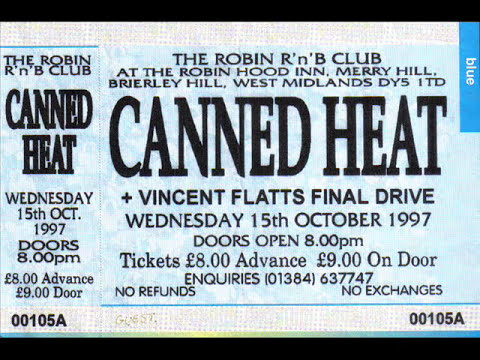 THE ROBIN
R'n'B CLUB
CANNED
HEAT
WEDNESDAY
15th OCT.
1997
DOORS
8.00pm
£8.00 Advance
£9.00 Door
00105A
THE ROBIN R'n'B CLUB
AT THE ROBIN HOOD INN, MERRY HILL,
BRIERLEY HILL, WEST MIDLANDS DY5 1TD
CANNED HEAT
+ VINCENT FLATTS FINAL DRIVE
WEDNESDAY 15th OCTOBER 1997
DOORS OPEN 8.00pm
Tickets £8.00 Advance £9.00 On Door
ENQUIRIES (01384) 637747
NO REFUNDS NO EXCHANGES
GUEST. 00105A
blue